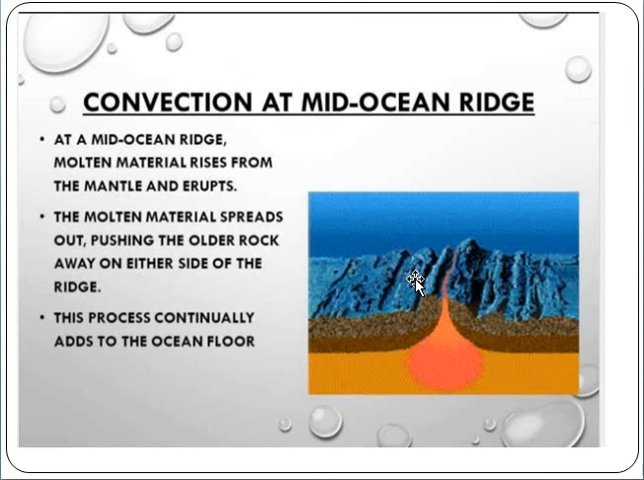 CONVECTION AT MID-OCEAN RIDGE
• AT A MID-OCEAN RIDGE,
MOLTEN MATERIAL RISES FROM
THE MANTLE AND ERUPTS.
• THE MOLTEN MATERIAL SPREADS
OUT, PUSHING THE OLDER ROCK
AWAY ON EITHER SIDE OF THE
RIDGE.
• THIS PROCESS CONTINUALLY
ADDS TO THE OCEAN FLOOR